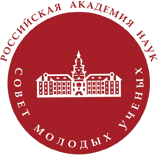 РОССИЙСКАЯ АКАДЕМИЯ НАУК
СОВЕТ МОЛОДЫХ УЧЕНЫХ